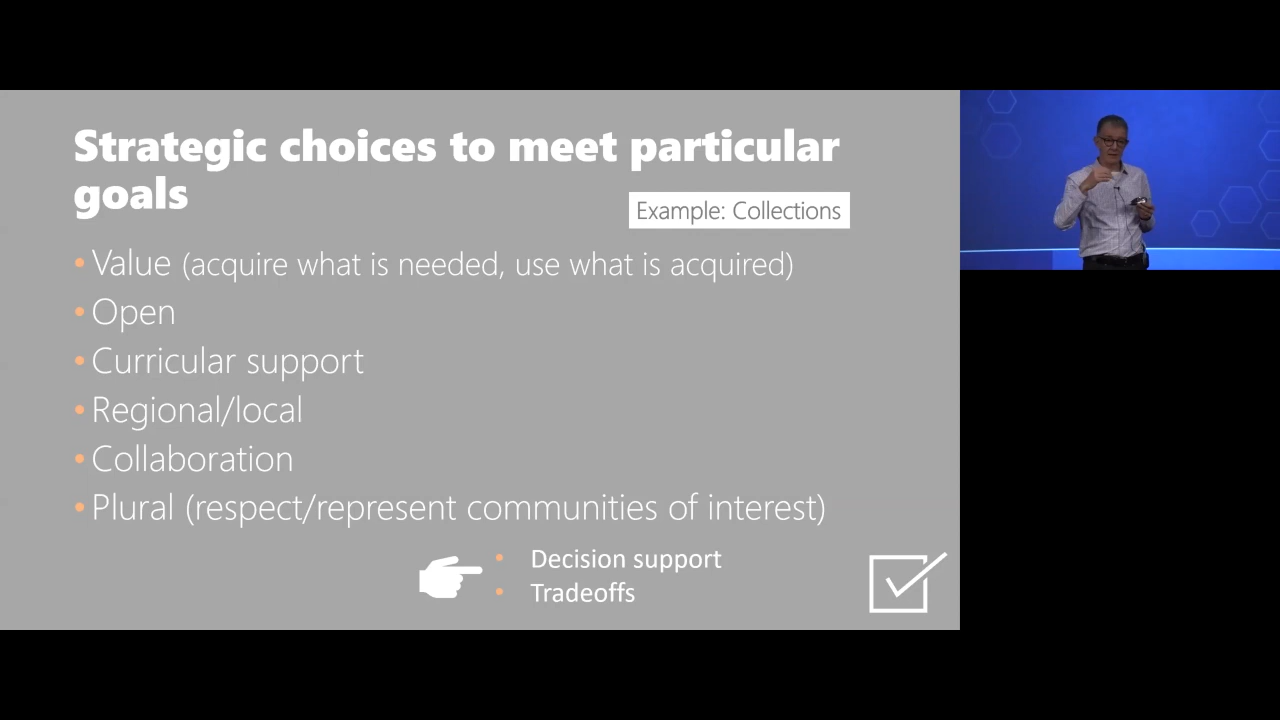 Strategic choices to meet particular
goals
Example: Collections
• Value (acquire what is needed, use what is acquired)
• Open
• Curricular support
• Regional/local
• Collaboration
• Plural (respect/represent communities of interest)
• Decision support
• Tradeoffs